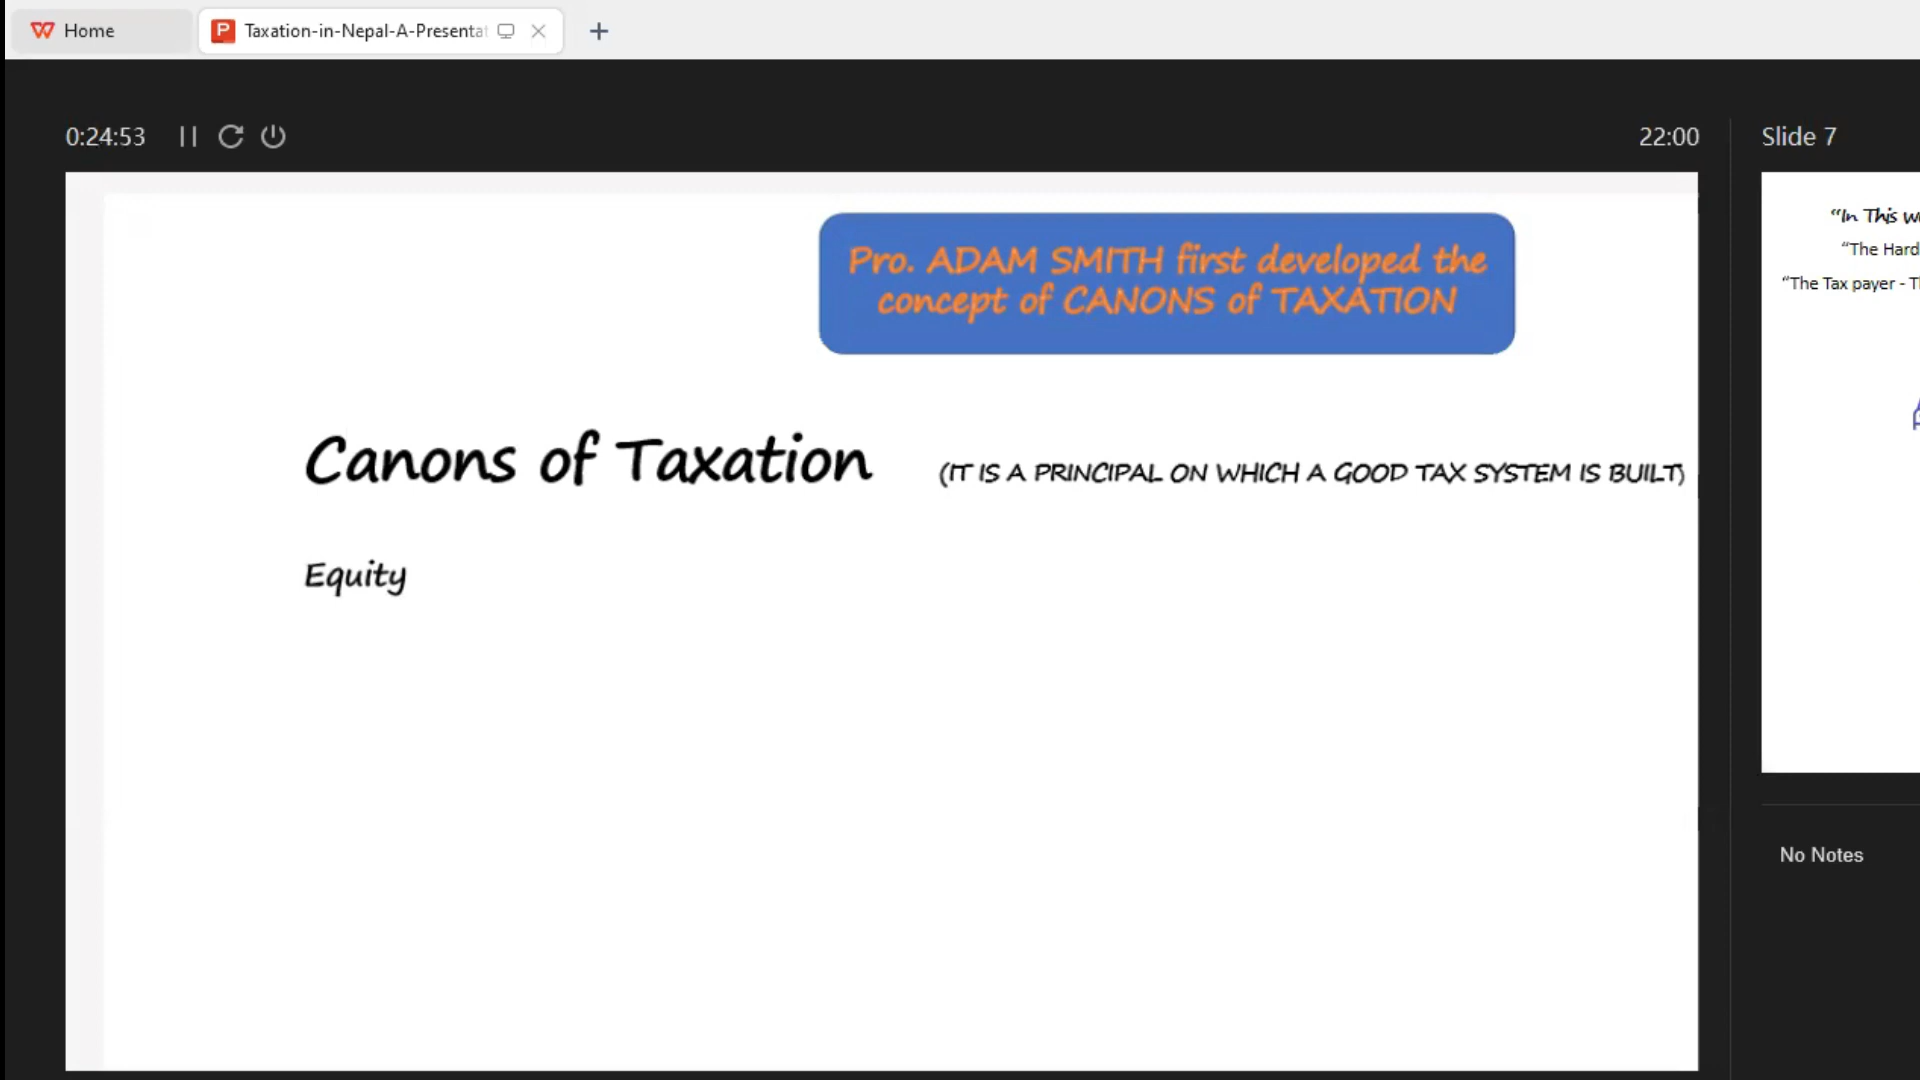 Home
Taxation-in-Nepal-A-Presentat
0:24:53
22:00
Slide 7
Pro. ADAM SMITH first developed the
concept of CANONS of TAXATION
Canons of Taxation
(IT IS A PRINCIPAL ON WHICH A GOOD TAX SYSTEM IS BUILT)
Equity
“In This w
“The Hard
“The Tax payer - T
No Notes